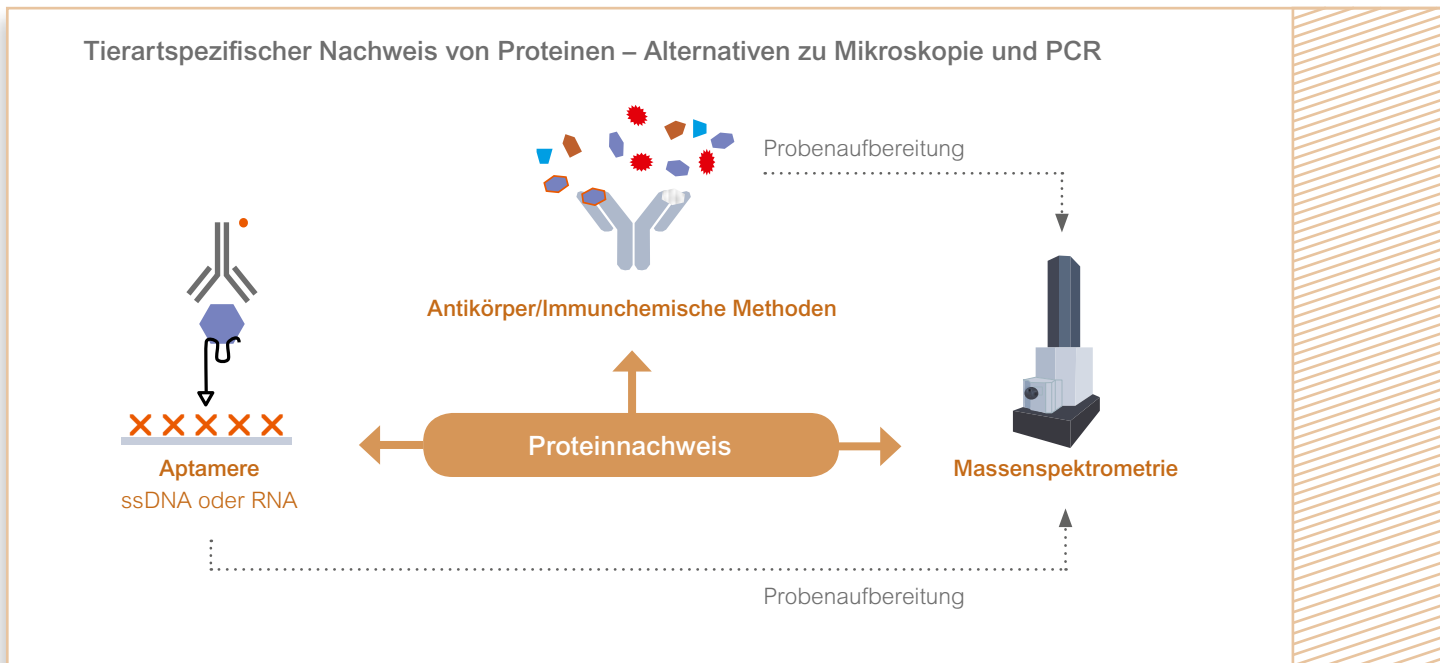 Tierartspezifischer Nachweis von Proteinen – Alternativen zu Mikroskopie und PCR
Probenaufbereitung
Antikörper/Immunchemische Methoden
Proteinnachweis
Aptamere
ssDNA oder RNA
Massenspektrometrie
Probenaufbereitung